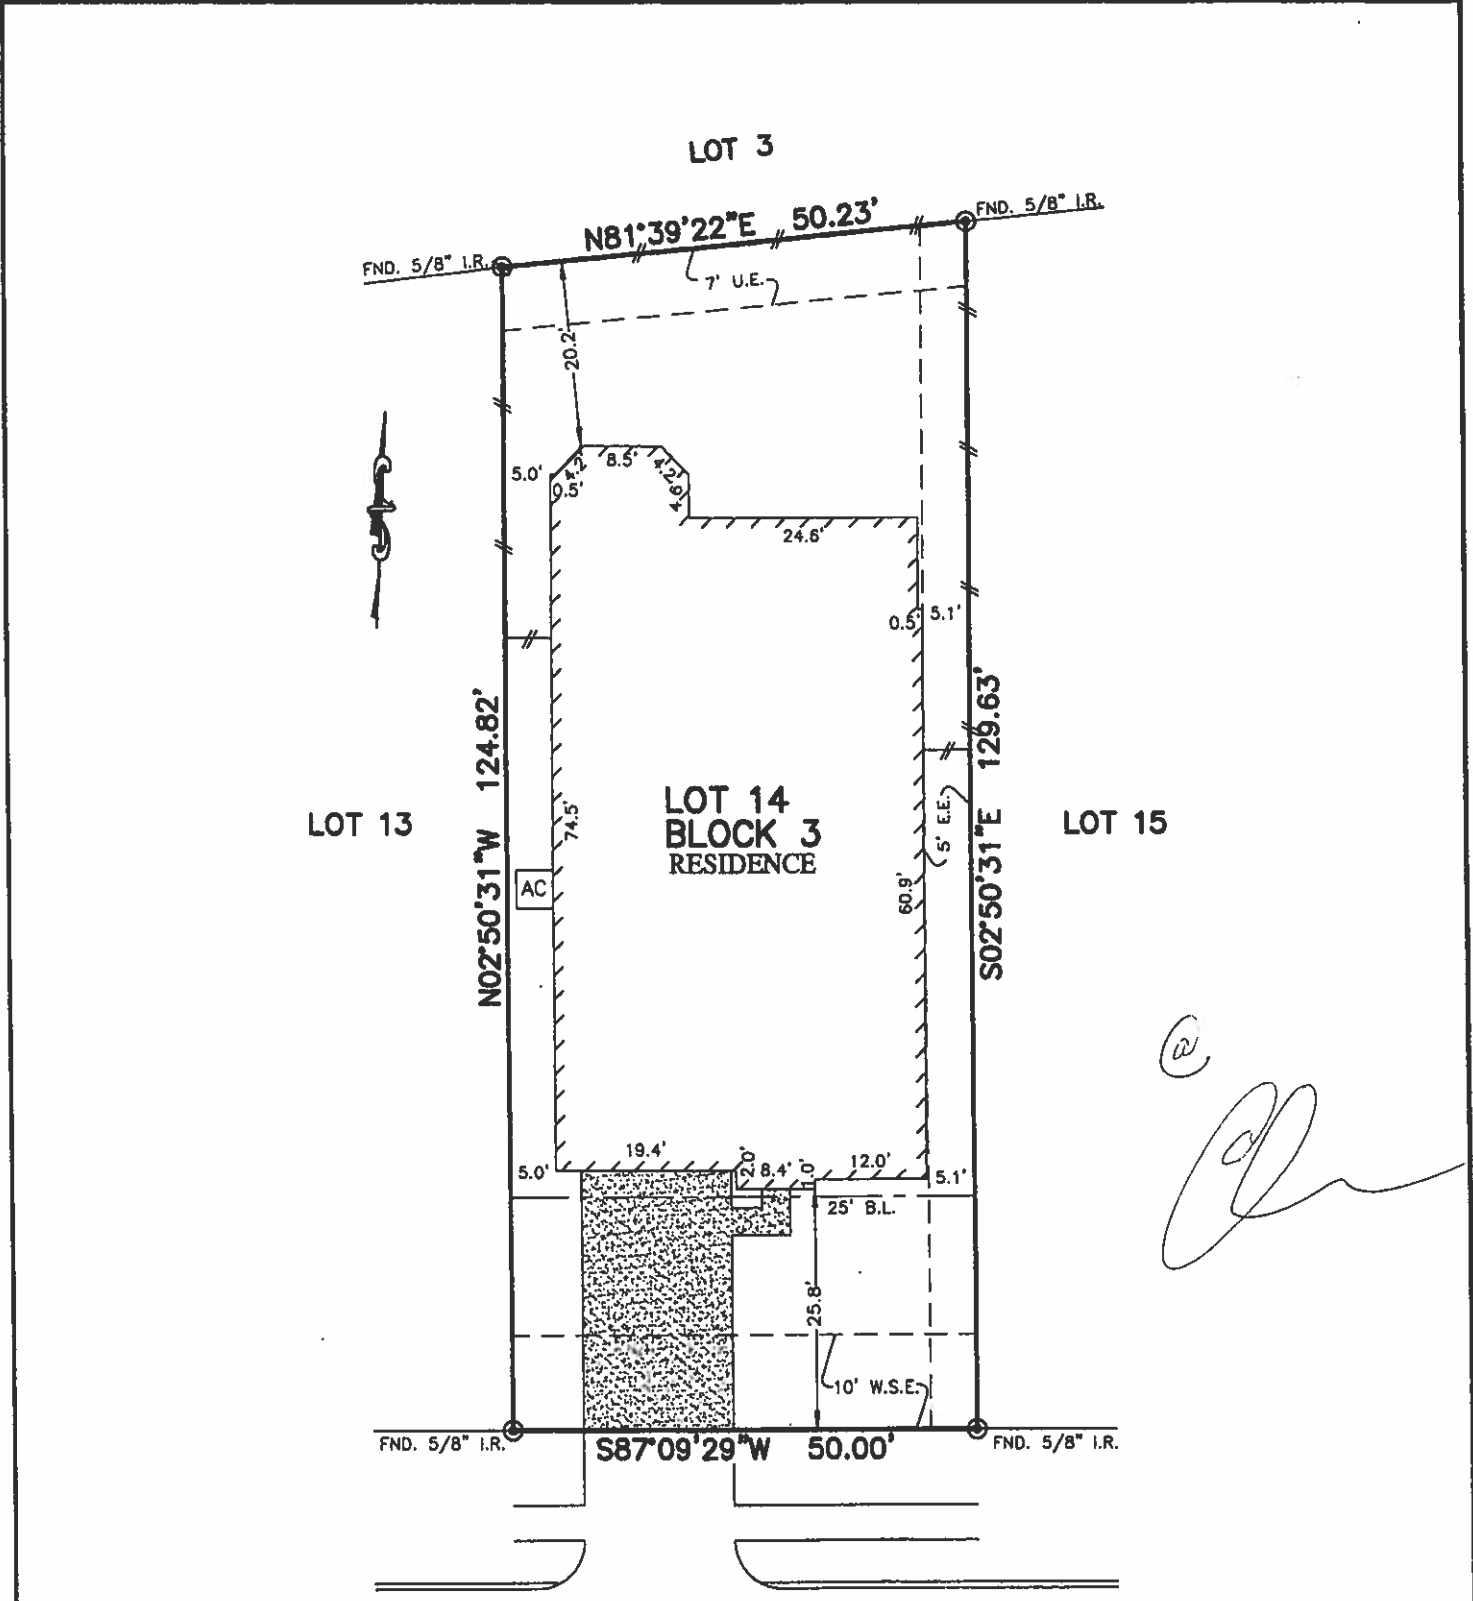 LOT 3
N81°39'22"E 50.23'
FND. 5/8" I.R.
FND. 5/8" I.R.
7' U.E.
20.2'
5.0'
4.2'
8.5'
4.2'
0.5'
4.6'
24.6'
0.5'
5.1'
N02°50'31"W 124.82'
S02°50'31"E 129.63'
LOT 13
74.5'
LOT 14
BLOCK 3
RESIDENCE
LOT 15
5' E.E.
AC
60.9'
19.4'
2.0'
8.4'
1.0'
12.0'
5.0'
5.1'
25' B.L.
25.8'
10' W.S.E.
FND. 5/8" I.R.
S87°09'29"W 50.00'
FND. 5/8" I.R.